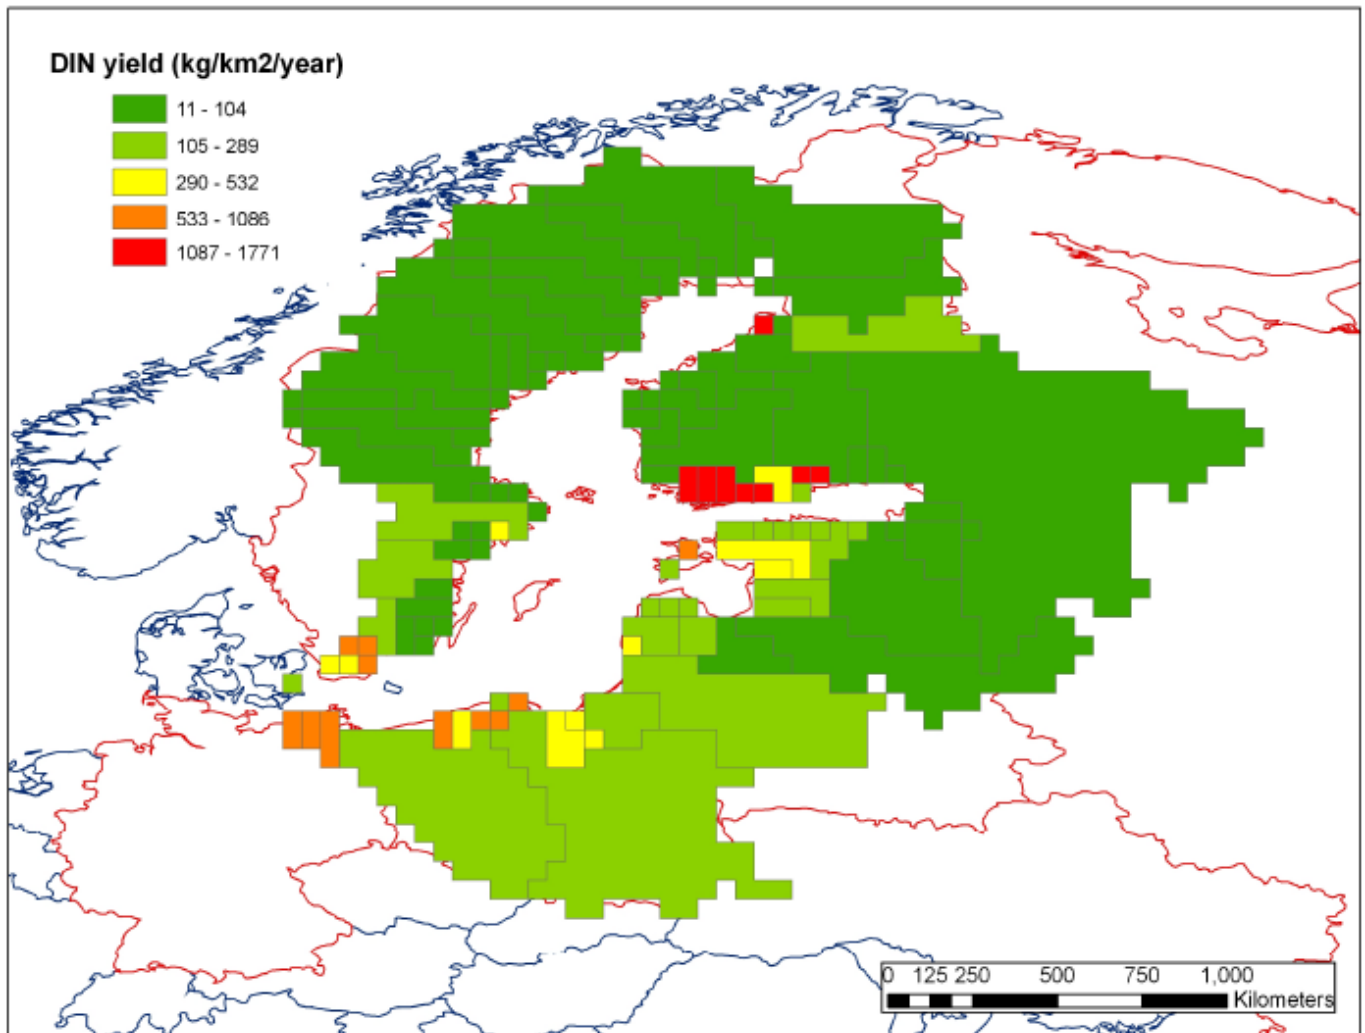 DIN yield (kg/km2/year)
11 - 104
105 - 289
290 - 532
533 - 1086
1087 - 1771
0 125 250 500 750 1,000
Kilometers